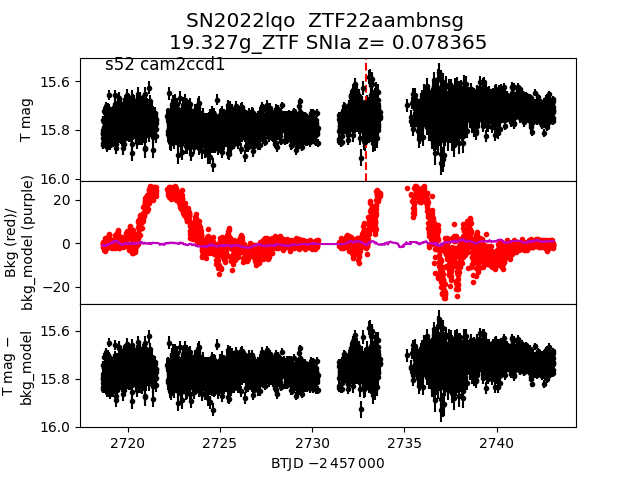 SN2022lqo  ZTF22aambnsg
19.327g_ZTF SNIa z= 0.078365
s52 cam2ccd1
T mag
15.6
15.8
16.0
Bkg (red)/
bkg_model (purple)
20
0
−20
T mag −
bkg_model
15.6
15.8
16.0
2720
2725
2730
2735
2740
BTJD −2 457 000